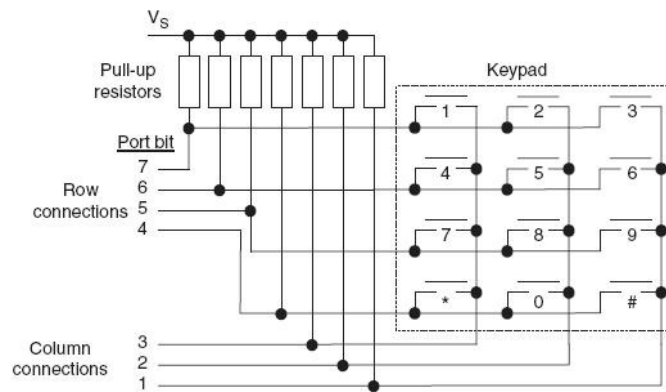 V_S
Pull-up
resistors
Keypad
1 2 3
Port bit
7
4 5 6
6
Row
connections
5
4
7 8 9
* 0 #
3
Column
connections
2
1